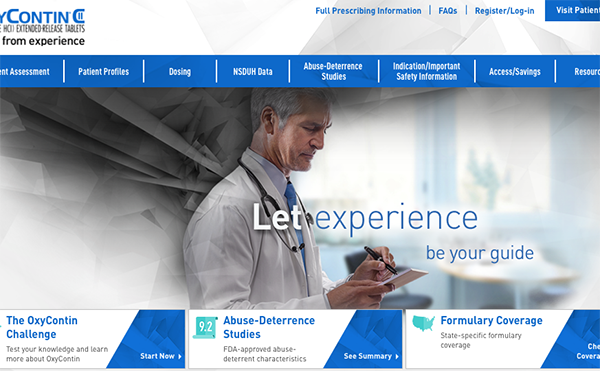 Full Prescribing Information FAQs Register/Log-in Visit Patient
yCONTIN CII
HCl EXTENDED-RELEASE TABLETS
from experience
ent Assessment Patient Profiles Dosing NSDUH Data Abuse-Deterrence
Studies Indication/Important
Safety Information Access/Savings Resour
Let experience
be your guide
The OxyContin
Challenge
Test your knowledge and learn
more about OxyContin
Start Now
9.2
Abuse-Deterrence
Studies
FDA-approved abuse-
deterrent characteristics
See Summary
Formulary Coverage
State-specific formulary
coverage
Che
Covera